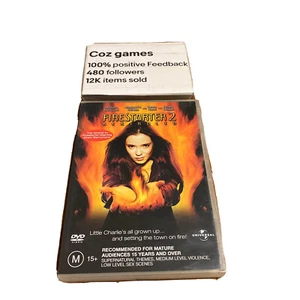 Coz games
100% positive Feedback
480 followers
12K items sold
FIRESTARTER 2
REKINDLED
Little Charlie's all grown up...
and setting the town on fire!
DVD
UNIVERSAL
M 15+
RECOMMENDED FOR MATURE
AUDIENCES 15 YEARS AND OVER
SUPERNATURAL THEMES, MEDIUM LEVEL VIOLENCE,
LOW LEVEL SEX SCENES